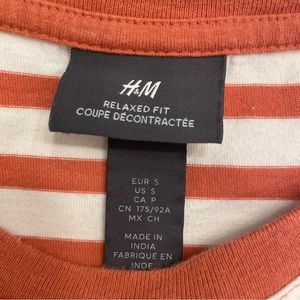 H&M
RELAXED FIT
COUPE DÉCONTRACTÉE
EUR S
US S
CA P
CN 175/92A
MX CH
MADE IN
INDIA
FABRIQUÉ EN
INDE